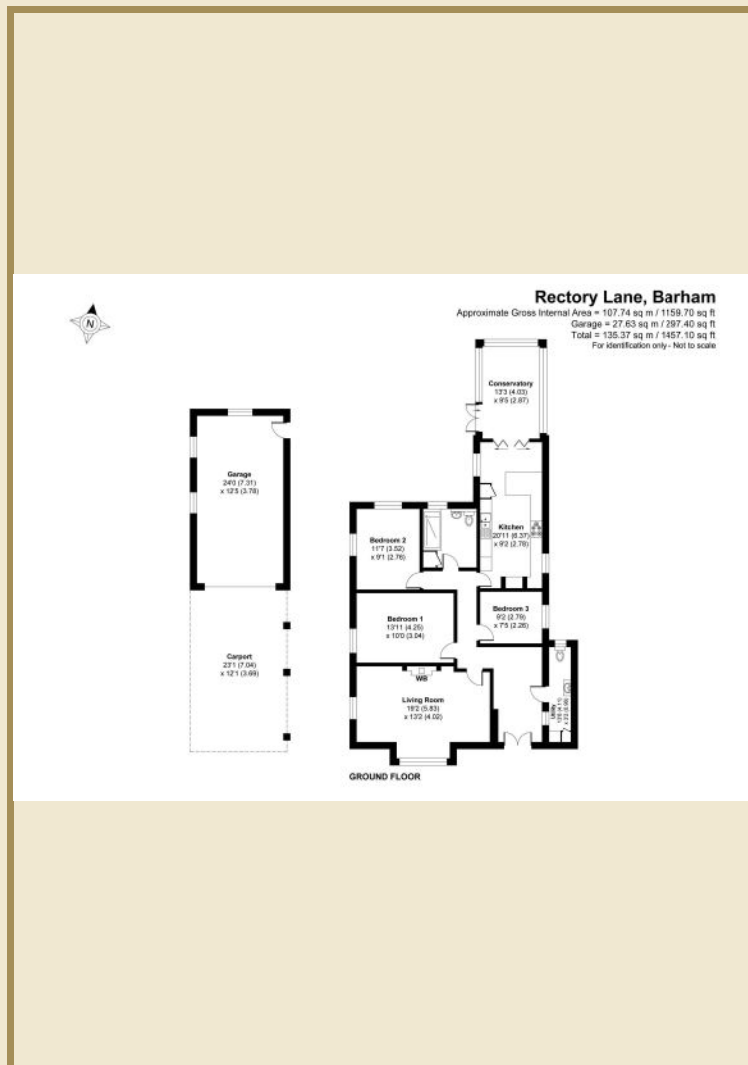 Rectory Lane, Barham
Approximate Gross Internal Area = 107.74 sq m / 1159.70 sq ft
Garage = 27.63 sq m / 297.40 sq ft
Total = 135.37 sq m / 1457.10 sq ft
For identification only - Not to scale
N
Conservatory
13'3 (4.03)
x 9'5 (2.87)
Garage
24'0 (7.31)
x 12'5 (3.78)
Kitchen
20'11 (6.37)
x 9'2 (2.78)
Bedroom 2
11'7 (3.52)
x 9'1 (2.76)
Bedroom 1
13'11 (4.25)
x 10'0 (3.04)
Bedroom 3
9'2 (2.79)
x 7'5 (2.26)
Carport
23'1 (7.04)
x 12'1 (3.69)
WB
Living Room
19'2 (5.83)
x 13'2 (4.02)
Utility
GROUND FLOOR